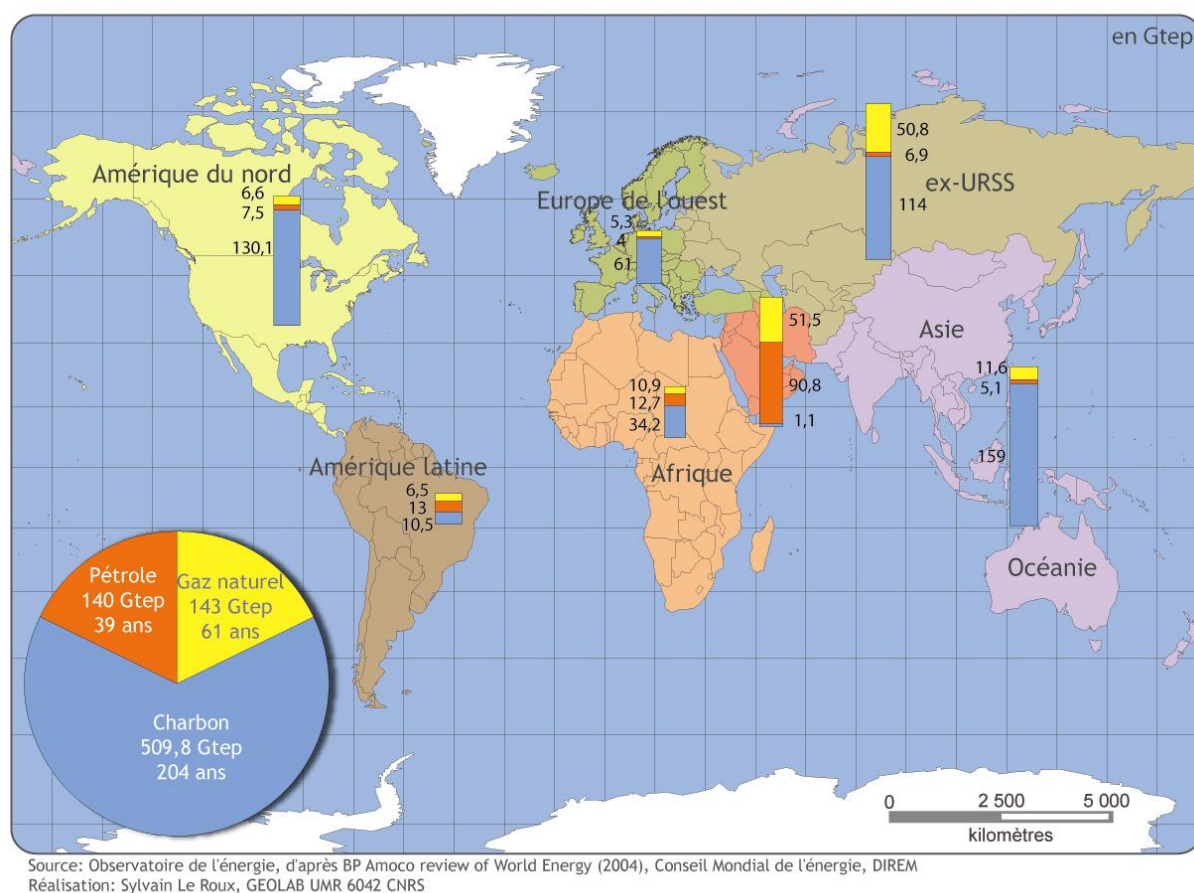 en Gtep
Amérique du nord
6,6
7,5
130,1
Europe de l'ouest
5,3
4
61
50,8
6,9
ex-URSS
114
51,5
90,8
1,1
Asie
11,6
5,1
159
10,9
12,7
34,2
Afrique
Amérique latine
6,5
13
10,5
Océanie
Pétrole
140 Gtep
39 ans
Gaz naturel
143 Gtep
61 ans
Charbon
509,8 Gtep
204 ans
0 2 500 5 000
kilomètres
Source: Observatoire de l'énergie, d'après BP Amoco review of World Energy (2004), Conseil Mondial de l'énergie, DIREM
Réalisation: Sylvain Le Roux, GEOLAB UMR 6042 CNRS